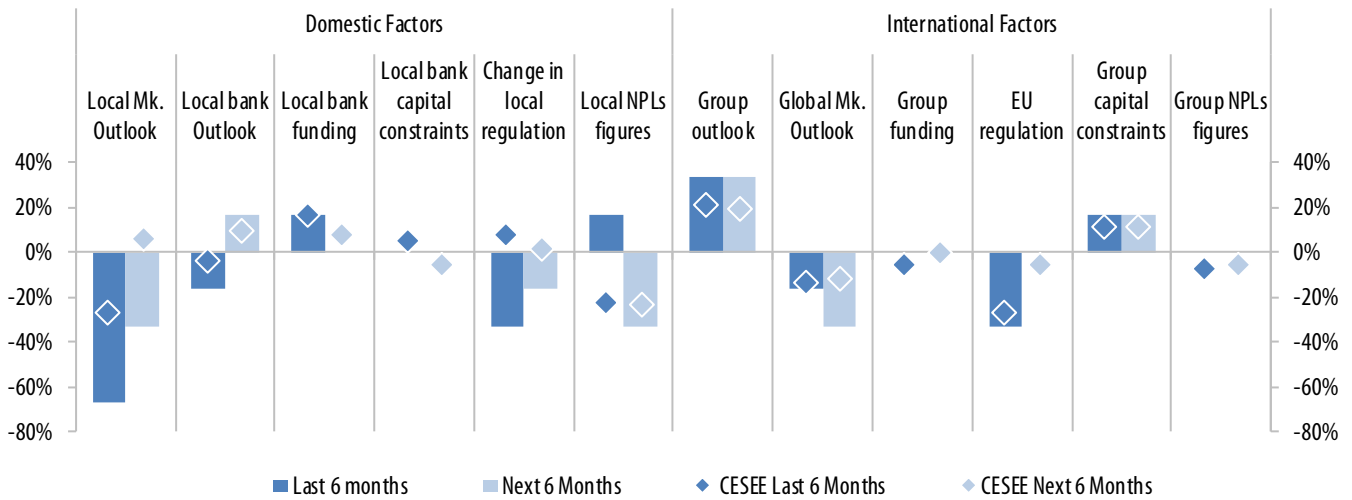 Domestic Factors
International Factors
Local Mk.
Outlook
Local bank
Outlook
Local bank
funding
Local bank
capital
constraints
Change in
local
regulation
Local NPLs
figures
Group
outlook
Global Mk.
Outlook
Group
funding
EU
regulation
Group
capital
constraints
Group NPLs
figures
40%
20%
0%
-20%
-40%
-60%
-80%
40%
20%
0%
-20%
-40%
-60%
-80%
Last 6 months
Next 6 Months
CESEE Last 6 Months
CESEE Next 6 Months